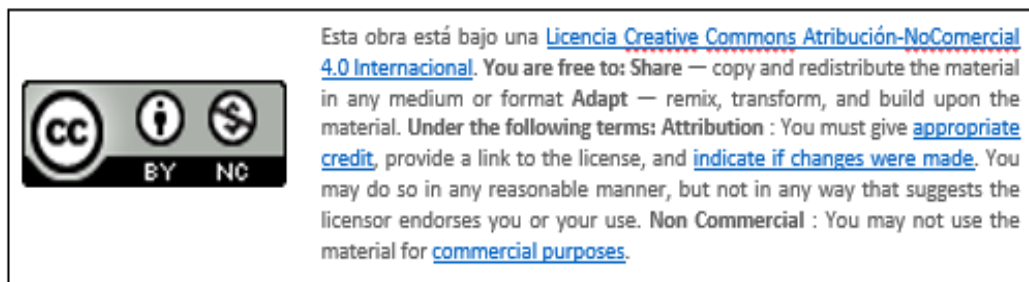 cc
BY NC
Esta obra está bajo una Licencia Creative Commons Atribución-NoComercial
4.0 Internacional. You are free to: Share — copy and redistribute the material
in any medium or format Adapt — remix, transform, and build upon the
material. Under the following terms: Attribution : You must give appropriate
credit, provide a link to the license, and indicate if changes were made. You
may do so in any reasonable manner, but not in any way that suggests the
licensor endorses you or your use. Non Commercial : You may not use the
material for commercial purposes.